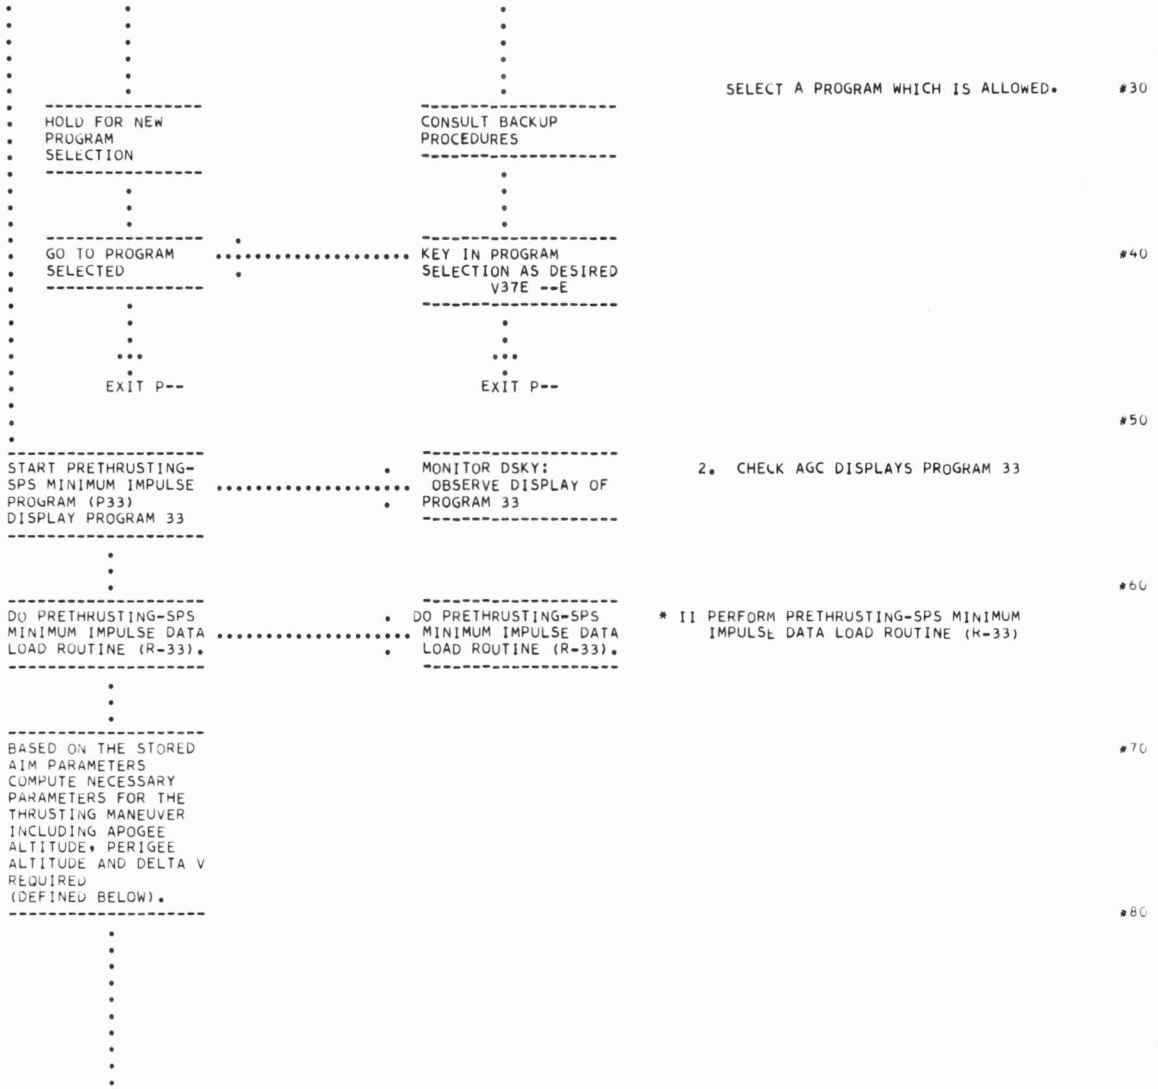 SELECT A PROGRAM WHICH IS ALLOWED. #30
HOLD FOR NEW
PROGRAM
SELECTION
CONSULT BACKUP
PROCEDURES
GO TO PROGRAM
SELECTED
KEY IN PROGRAM
SELECTION AS DESIRED
V37E --E
#40
EXIT P--
EXIT P--
#50
START PRETHRUSTING-
SPS MINIMUM IMPULSE
PROGRAM (P33)
DISPLAY PROGRAM 33
MONITOR DSKY:
OBSERVE DISPLAY OF
PROGRAM 33
2. CHECK AGC DISPLAYS PROGRAM 33
#60
DO PRETHRUSTING-SPS
MINIMUM IMPULSE DATA
LOAD ROUTINE (R-33).
DO PRETHRUSTING-SPS
MINIMUM IMPULSE DATA
LOAD ROUTINE (R-33).
* II PERFORM PRETHRUSTING-SPS MINIMUM
IMPULSE DATA LOAD ROUTINE (R-33)
BASED ON THE STORED
AIM PARAMETERS
COMPUTE NECESSARY
PARAMETERS FOR THE
THRUSTING MANEUVER
INCLUDING APOGEE
ALTITUDE, PERIGEE
ALTITUDE AND DELTA V
REQUIRED
(DEFINED BELOW).
#70
#80